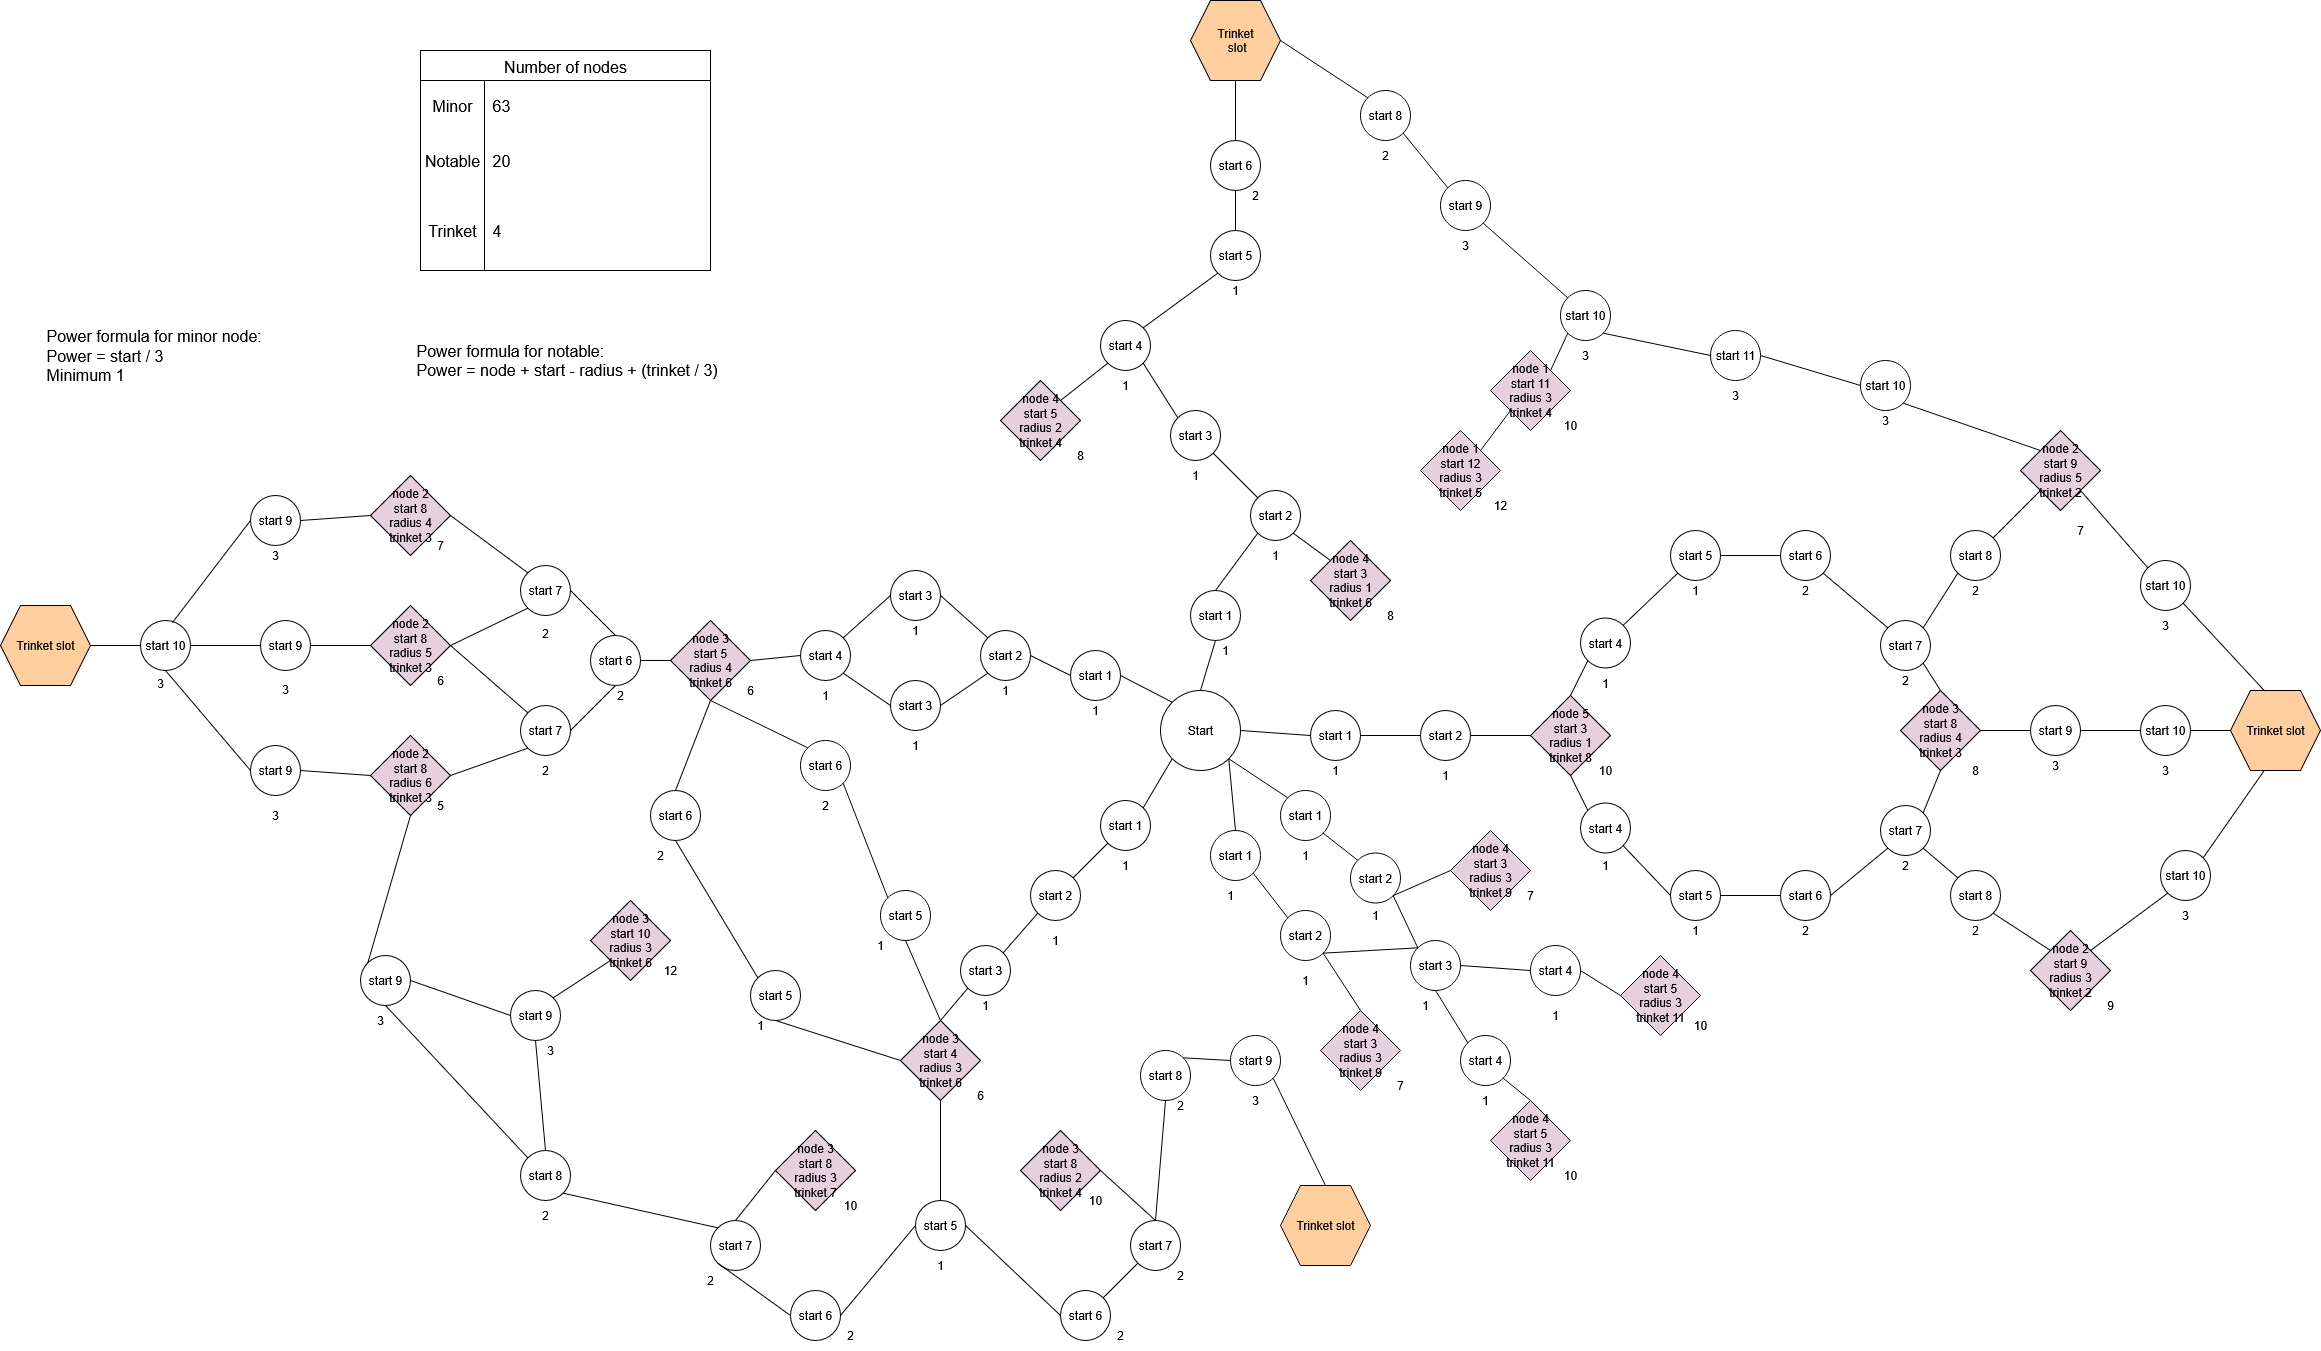 Trinket
slot
Number of nodes
Minor
63
Notable
20
Trinket
4
start 8
2
start 6
2
start 9
3
start 5
1
Power formula for minor node:
Power = start / 3
Minimum 1
Power formula for notable:
Power = node + start - radius + (trinket / 3)
start 4
1
start 10
3
start 11
3
start 10
3
node 4
start 5
radius 2
trinket 4
8
node 1
start 11
radius 3
trinket 4
10
start 3
1
node 1
start 12
radius 3
trinket 5
12
node 2
start 9
radius 5
trinket 2
7
start 9
3
node 2
start 8
radius 4
trinket 3
7
start 2
1
node 4
start 3
radius 1
trinket 6
8
start 5
1
start 6
2
start 8
2
start 10
3
start 7
2
start 3
1
start 1
1
Trinket slot
start 10
3
start 9
3
node 2
start 8
radius 5
trinket 3
6
start 6
2
node 3
start 5
radius 4
trinket 6
6
start 4
1
start 2
1
start 1
1
start 4
1
start 7
2
start 3
1
Start
start 1
1
start 2
1
node 5
start 3
radius 1
trinket 8
10
node 3
start 8
radius 4
trinket 3
8
start 9
3
start 10
3
Trinket slot
start 7
2
start 9
3
node 2
start 8
radius 6
trinket 3
5
start 6
2
start 6
2
start 1
1
start 1
1
start 1
1
start 4
1
start 7
2
start 2
1
node 4
start 3
radius 3
trinket 9
7
start 5
1
start 6
2
start 8
2
start 10
3
start 5
1
start 2
1
start 2
1
node 3
start 10
radius 3
trinket 6
12
start 3
1
start 3
1
start 4
1
node 4
start 5
radius 3
trinket 11
10
node 2
start 9
radius 3
trinket 2
9
start 9
3
start 9
3
start 5
1
node 3
start 4
radius 3
trinket 6
6
node 4
start 3
radius 3
trinket 9
7
start 4
1
start 8
2
start 9
3
node 4
start 5
radius 3
trinket 11
10
start 8
2
node 3
start 8
radius 3
trinket 7
10
node 3
start 8
radius 2
trinket 4
10
start 7
2
start 5
1
start 7
2
Trinket slot
start 6
2
start 6
2